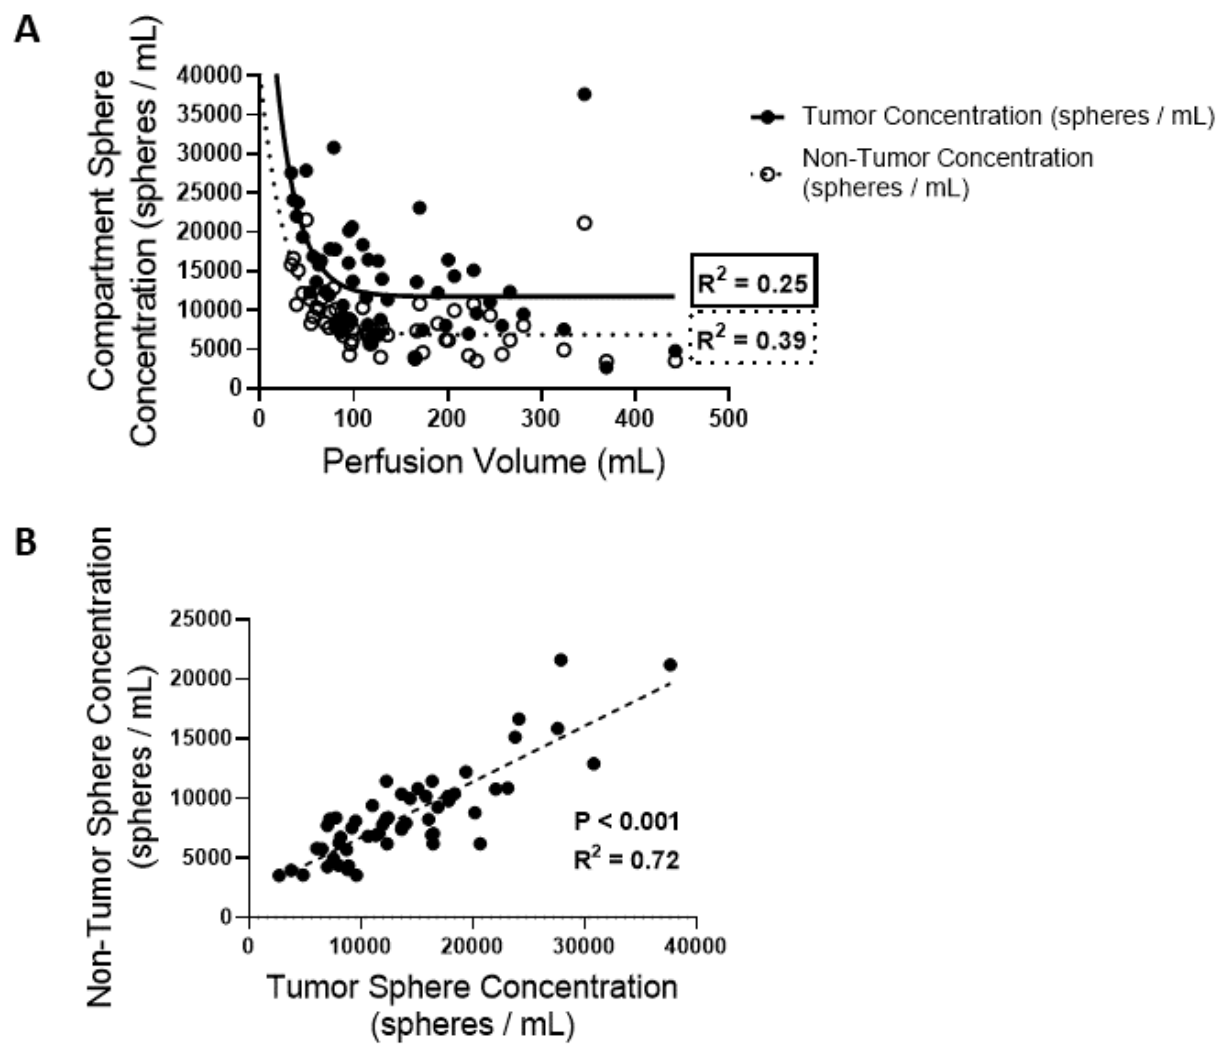 A
Compartment Sphere
Concentration (spheres / mL)
40000
35000
30000
25000
20000
15000
10000
5000
0
0 100 200 300 400 500
Perfusion Volume (mL)
Tumor Concentration (spheres / mL)
Non-Tumor Concentration
(spheres / mL)
R² = 0.25
R² = 0.39
B
Non-Tumor Sphere Concentration
(spheres / mL)
25000
20000
15000
10000
5000
0
0 10000 20000 30000 40000
Tumor Sphere Concentration
(spheres / mL)
P < 0.001
R² = 0.72